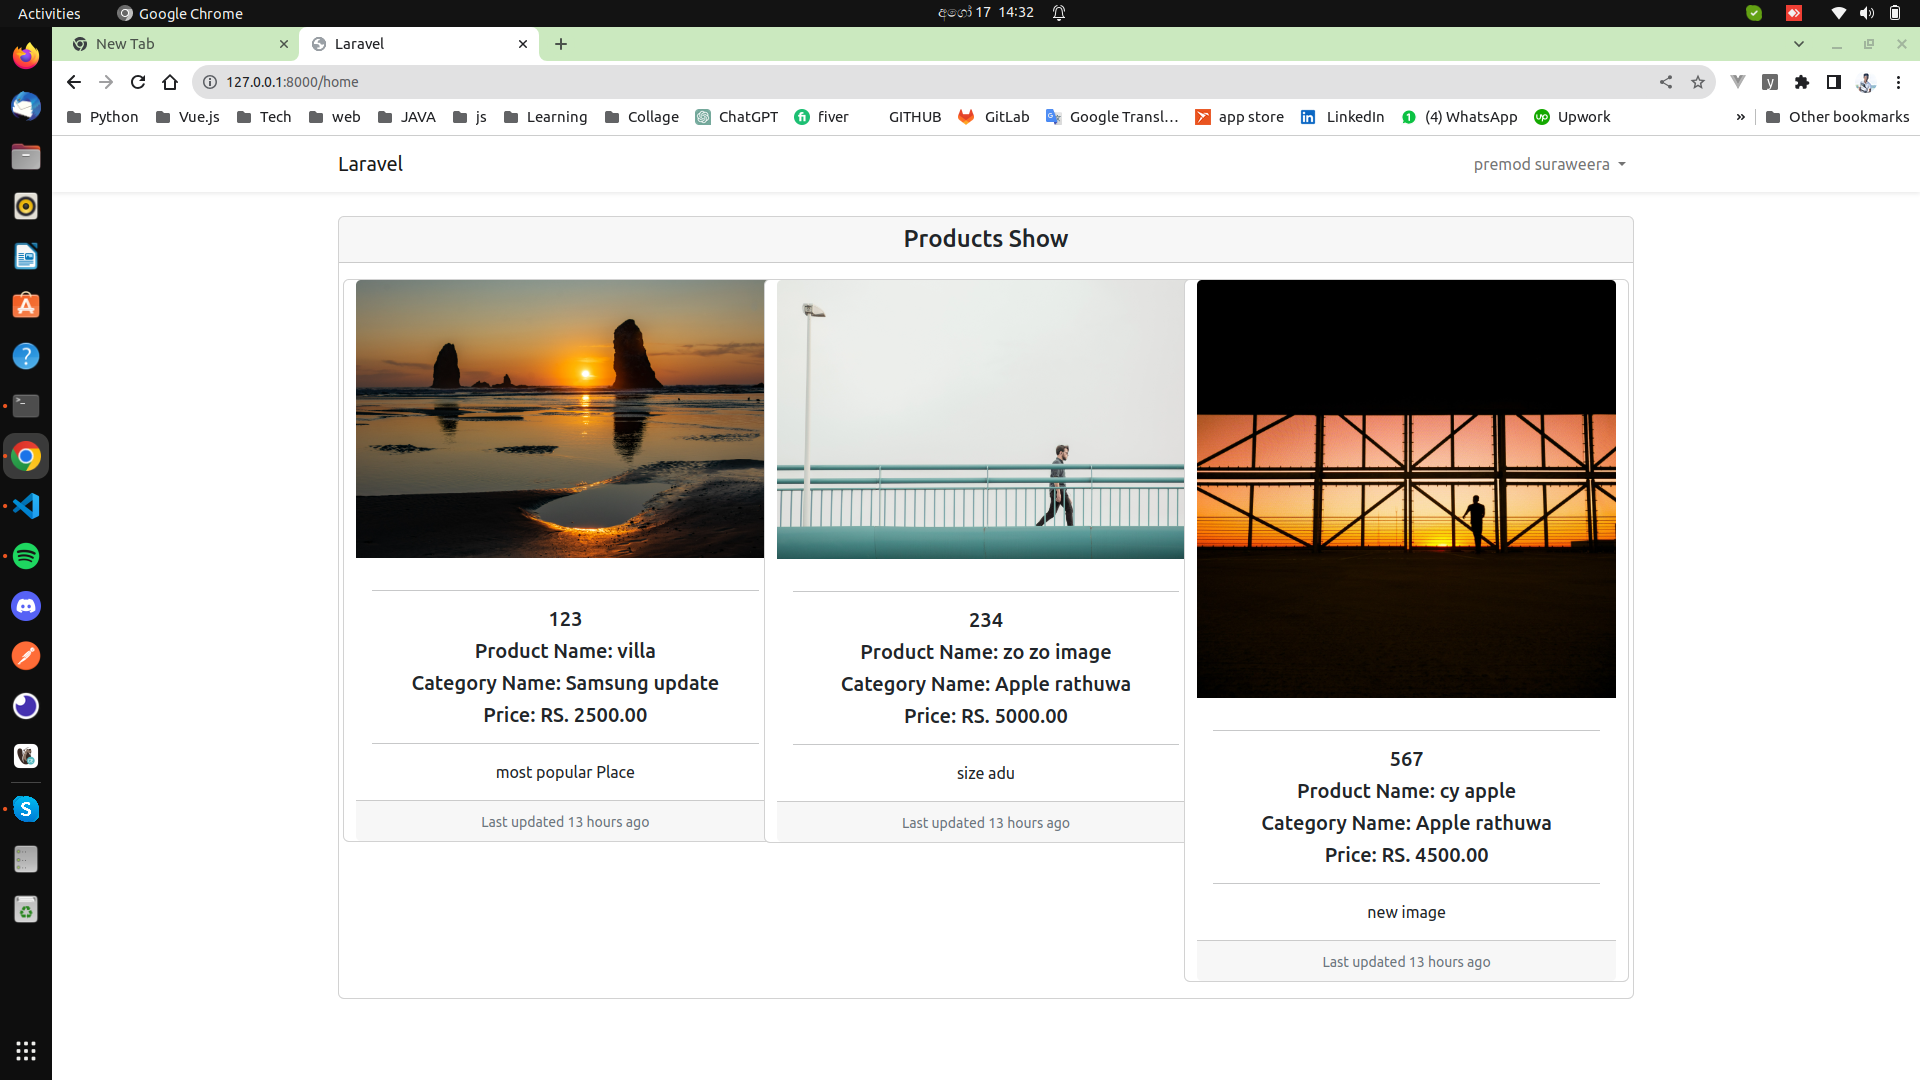 Activities
Google Chrome
අගෝ 17 14:32
New Tab
Laravel
127.0.0.1:8000/home
Python
Vue.js
Tech
web
JAVA
js
Learning
Collage
ChatGPT
fiver
GITHUB
GitLab
Google Transl...
app store
LinkedIn
(4) WhatsApp
Upwork
»
Other bookmarks
Laravel
premod suraweera
Products Show
123
Product Name: villa
Category Name: Samsung update
Price: RS. 2500.00
most popular Place
Last updated 13 hours ago
234
Product Name: zo zo image
Category Name: Apple rathuwa
Price: RS. 5000.00
size adu
Last updated 13 hours ago
567
Product Name: cy apple
Category Name: Apple rathuwa
Price: RS. 4500.00
new image
Last updated 13 hours ago